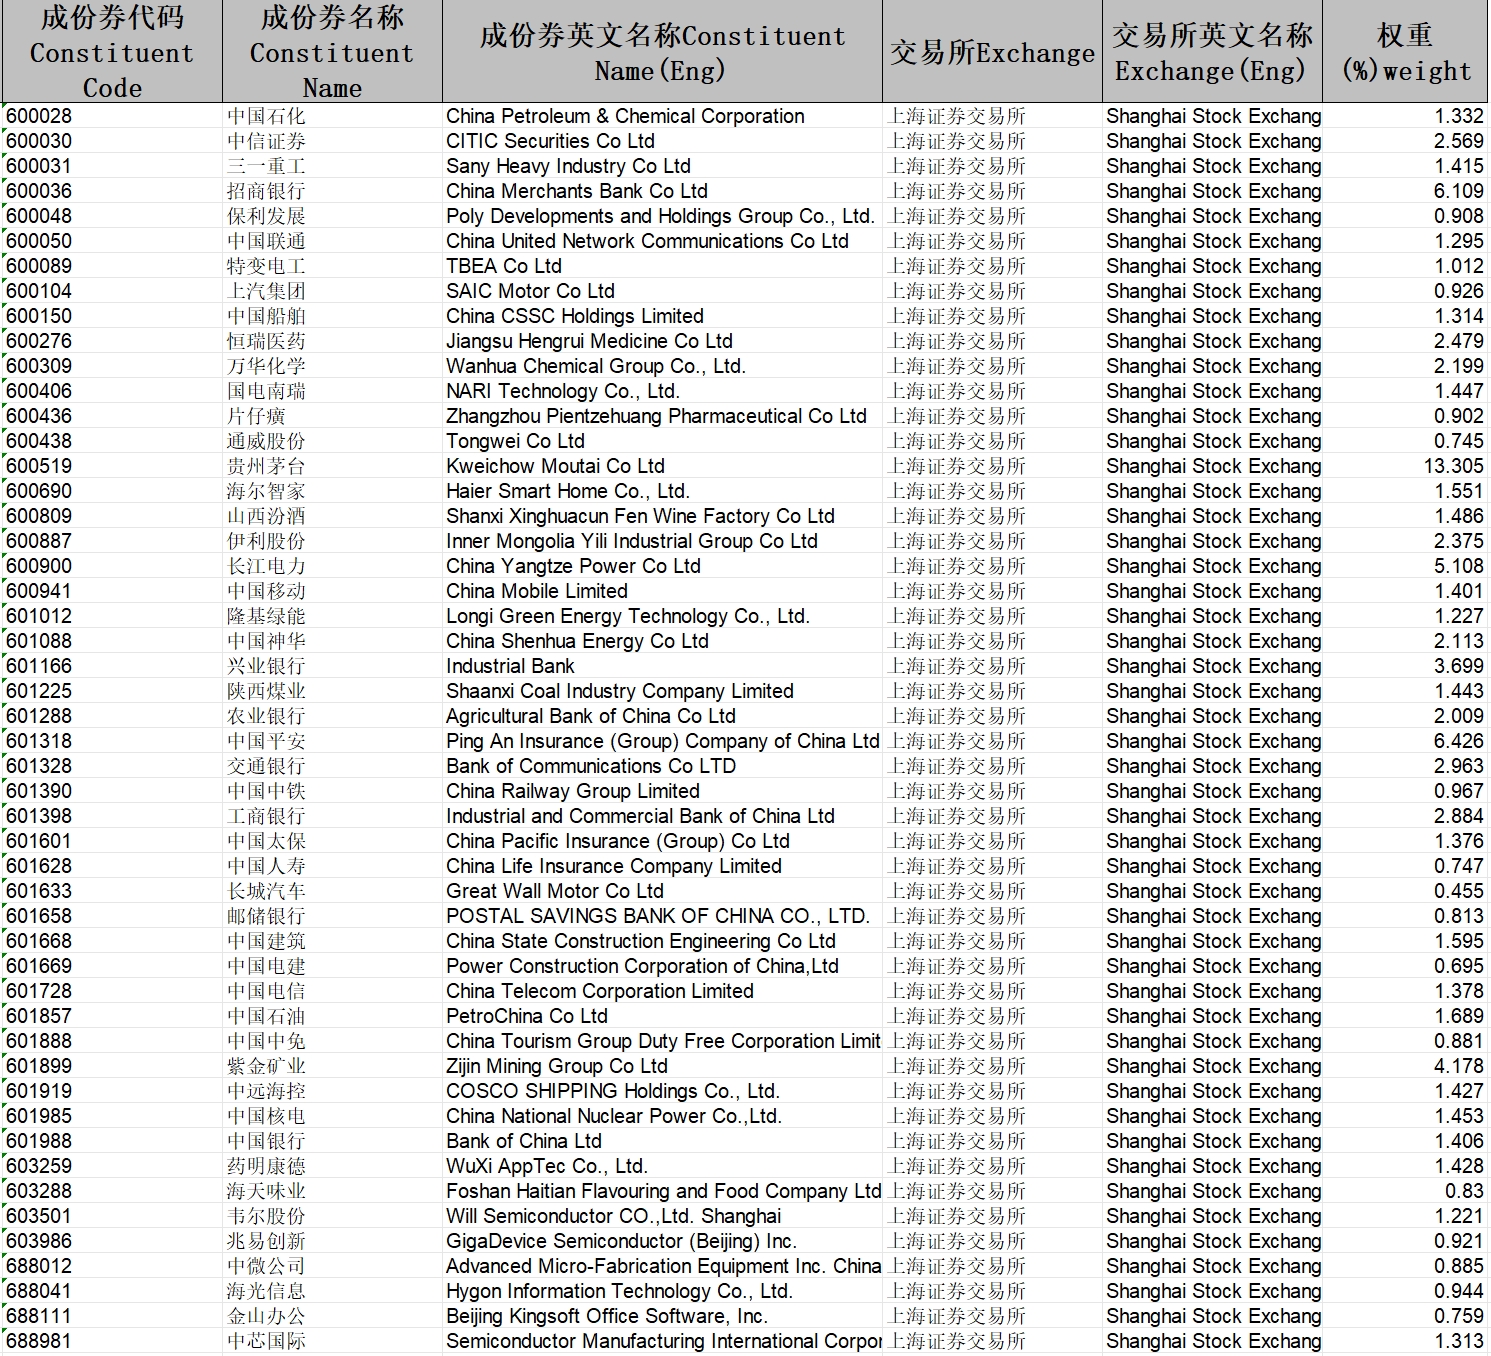 成份券代码 Constituent Code 成份券名称 Constituent Name 成份券英文名称Constituent Name(Eng) 交易所Exchange 交易所英文名称 Exchange(Eng) 权重 (%)weight
600028 中国石化 China Petroleum & Chemical Corporation 上海证券交易所 Shanghai Stock Exchang 1.332
600030 中信证券 CITIC Securities Co Ltd 上海证券交易所 Shanghai Stock Exchang 2.569
600031 三一重工 Sany Heavy Industry Co Ltd 上海证券交易所 Shanghai Stock Exchang 1.415
600036 招商银行 China Merchants Bank Co Ltd 上海证券交易所 Shanghai Stock Exchang 6.109
600048 保利发展 Poly Developments and Holdings Group Co., Ltd. 上海证券交易所 Shanghai Stock Exchang 0.908
600050 中国联通 China United Network Communications Co Ltd 上海证券交易所 Shanghai Stock Exchang 1.295
600089 特变电工 TBEA Co Ltd 上海证券交易所 Shanghai Stock Exchang 1.012
600104 上汽集团 SAIC Motor Co Ltd 上海证券交易所 Shanghai Stock Exchang 0.926
600150 中国船舶 China CSSC Holdings Limited 上海证券交易所 Shanghai Stock Exchang 1.314
600276 恒瑞医药 Jiangsu Hengrui Medicine Co Ltd 上海证券交易所 Shanghai Stock Exchang 2.479
600309 万华化学 Wanhua Chemical Group Co., Ltd. 上海证券交易所 Shanghai Stock Exchang 2.199
600406 国电南瑞 NARI Technology Co., Ltd. 上海证券交易所 Shanghai Stock Exchang 1.447
600436 片仔癀 Zhangzhou Pientzehuang Pharmaceutical Co Ltd 上海证券交易所 Shanghai Stock Exchang 0.902
600438 通威股份 Tongwei Co Ltd 上海证券交易所 Shanghai Stock Exchang 0.745
600519 贵州茅台 Kweichow Moutai Co Ltd 上海证券交易所 Shanghai Stock Exchang 13.305
600690 海尔智家 Haier Smart Home Co., Ltd. 上海证券交易所 Shanghai Stock Exchang 1.551
600809 山西汾酒 Shanxi Xinghuacun Fen Wine Factory Co Ltd 上海证券交易所 Shanghai Stock Exchang 1.486
600887 伊利股份 Inner Mongolia Yili Industrial Group Co Ltd 上海证券交易所 Shanghai Stock Exchang 2.375
600900 长江电力 China Yangtze Power Co Ltd 上海证券交易所 Shanghai Stock Exchang 5.108
600941 中国移动 China Mobile Limited 上海证券交易所 Shanghai Stock Exchang 1.401
601012 隆基绿能 Longi Green Energy Technology Co., Ltd. 上海证券交易所 Shanghai Stock Exchang 1.227
601088 中国神华 China Shenhua Energy Co Ltd 上海证券交易所 Shanghai Stock Exchang 2.113
601166 兴业银行 Industrial Bank 上海证券交易所 Shanghai Stock Exchang 3.699
601225 陕西煤业 Shaanxi Coal Industry Company Limited 上海证券交易所 Shanghai Stock Exchang 1.443
601288 农业银行 Agricultural Bank of China Co Ltd 上海证券交易所 Shanghai Stock Exchang 2.009
601318 中国平安 Ping An Insurance (Group) Company of China Ltd 上海证券交易所 Shanghai Stock Exchang 6.426
601328 交通银行 Bank of Communications Co LTD 上海证券交易所 Shanghai Stock Exchang 2.963
601390 中国中铁 China Railway Group Limited 上海证券交易所 Shanghai Stock Exchang 0.967
601398 工商银行 Industrial and Commercial Bank of China Ltd 上海证券交易所 Shanghai Stock Exchang 2.884
601601 中国太保 China Pacific Insurance (Group) Co Ltd 上海证券交易所 Shanghai Stock Exchang 1.376
601628 中国人寿 China Life Insurance Company Limited 上海证券交易所 Shanghai Stock Exchang 0.747
601633 长城汽车 Great Wall Motor Co Ltd 上海证券交易所 Shanghai Stock Exchang 0.455
601658 邮储银行 POSTAL SAVINGS BANK OF CHINA CO., LTD. 上海证券交易所 Shanghai Stock Exchang 0.813
601668 中国建筑 China State Construction Engineering Co Ltd 上海证券交易所 Shanghai Stock Exchang 1.595
601669 中国电建 Power Construction Corporation of China,Ltd 上海证券交易所 Shanghai Stock Exchang 0.695
601728 中国电信 China Telecom Corporation Limited 上海证券交易所 Shanghai Stock Exchang 1.378
601857 中国石油 PetroChina Co Ltd 上海证券交易所 Shanghai Stock Exchang 1.689
601888 中国中免 China Tourism Group Duty Free Corporation Limit 上海证券交易所 Shanghai Stock Exchang 0.881
601899 紫金矿业 Zijin Mining Group Co Ltd 上海证券交易所 Shanghai Stock Exchang 4.178
601919 中远海控 COSCO SHIPPING Holdings Co., Ltd. 上海证券交易所 Shanghai Stock Exchang 1.427
601985 中国核电 China National Nuclear Power Co.,Ltd. 上海证券交易所 Shanghai Stock Exchang 1.453
601988 中国银行 Bank of China Ltd 上海证券交易所 Shanghai Stock Exchang 1.406
603259 药明康德 WuXi AppTec Co., Ltd. 上海证券交易所 Shanghai Stock Exchang 1.428
603288 海天味业 Foshan Haitian Flavouring and Food Company Ltd 上海证券交易所 Shanghai Stock Exchang 0.83
603501 韦尔股份 Will Semiconductor CO.,Ltd. Shanghai 上海证券交易所 Shanghai Stock Exchang 1.221
603986 兆易创新 GigaDevice Semiconductor (Beijing) Inc. 上海证券交易所 Shanghai Stock Exchang 0.921
688012 中微公司 Advanced Micro-Fabrication Equipment Inc. China 上海证券交易所 Shanghai Stock Exchang 0.885
688041 海光信息 Hygon Information Technology Co., Ltd. 上海证券交易所 Shanghai Stock Exchang 0.944
688111 金山办公 Beijing Kingsoft Office Software, Inc. 上海证券交易所 Shanghai Stock Exchang 0.759
688981 中芯国际 Semiconductor Manufacturing International Corpor 上海证券交易所 Shanghai Stock Exchang 1.313